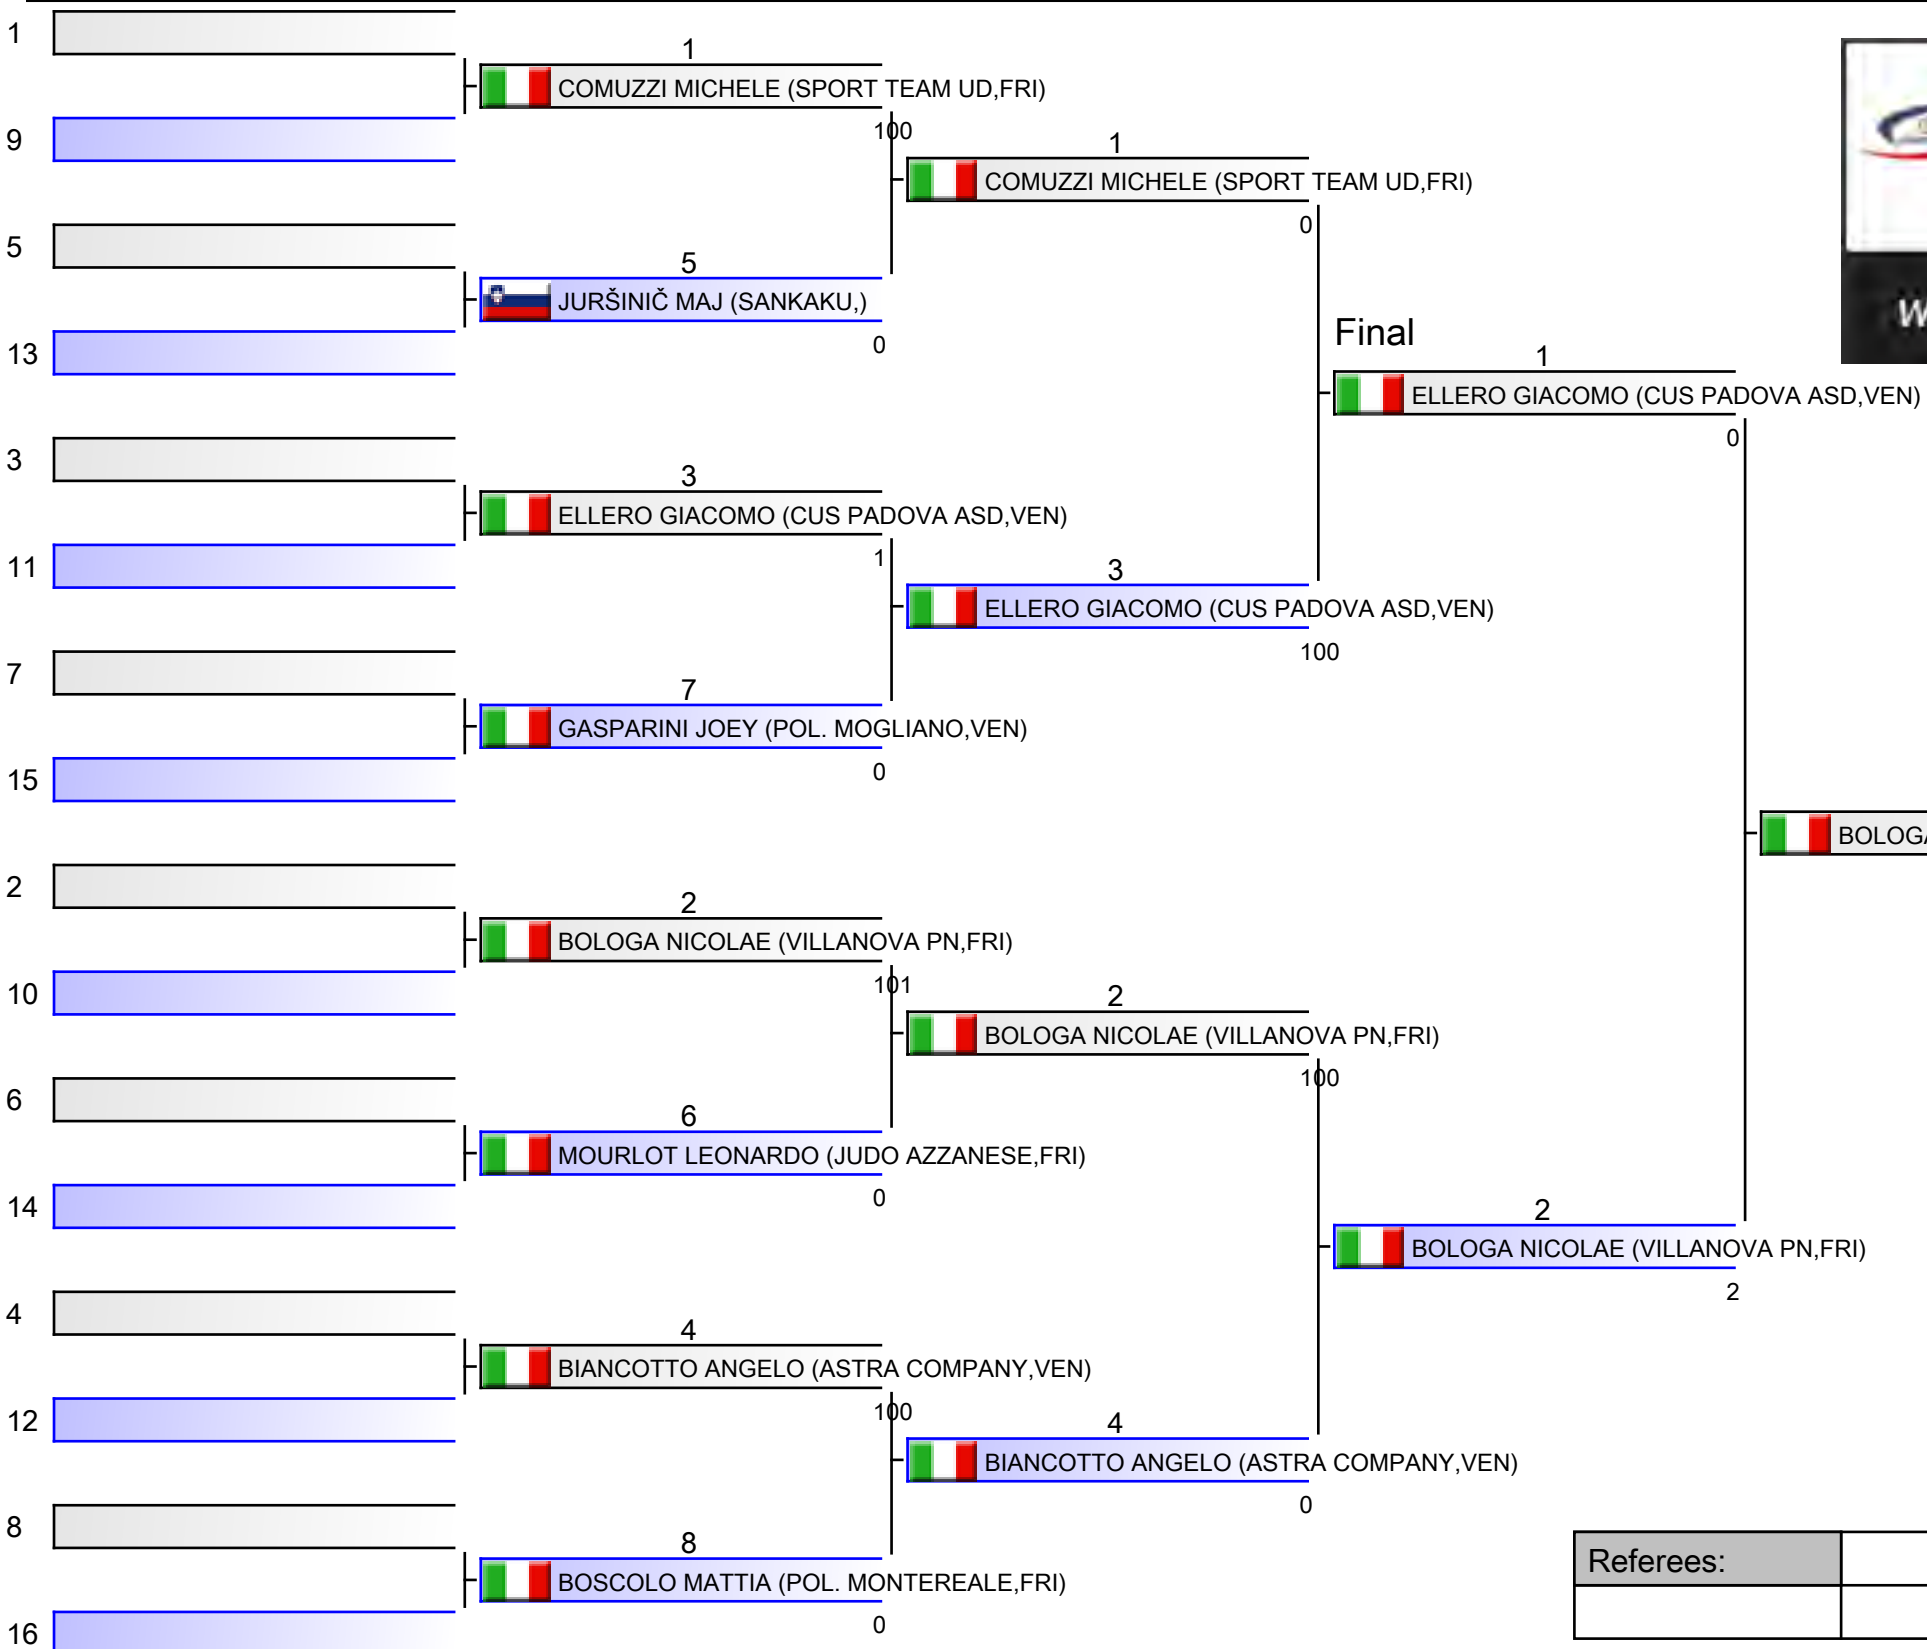 1
1
COMUZZI MICHELE (SPORT TEAM UD,FRI)
9
100
1
COMUZZI MICHELE (SPORT TEAM UD,FRI)
0
5
5
JURŠINIČ MAJ (SANKAKU,)
0
13
Final
1
ELLERO GIACOMO (CUS PADOVA ASD,VEN)
0
3
3
ELLERO GIACOMO (CUS PADOVA ASD,VEN)
1
11
3
ELLERO GIACOMO (CUS PADOVA ASD,VEN)
100
7
7
GASPARINI JOEY (POL. MOGLIANO,VEN)
0
15
BOLOGA
2
2
BOLOGA NICOLAE (VILLANOVA PN,FRI)
101
10
2
BOLOGA NICOLAE (VILLANOVA PN,FRI)
100
6
6
MOURLOT LEONARDO (JUDO AZZANESE,FRI)
0
14
2
BOLOGA NICOLAE (VILLANOVA PN,FRI)
2
4
4
BIANCOTTO ANGELO (ASTRA COMPANY,VEN)
100
12
4
BIANCOTTO ANGELO (ASTRA COMPANY,VEN)
0
8
8
BOSCOLO MATTIA (POL. MONTEREALE,FRI)
0
16
Referees: